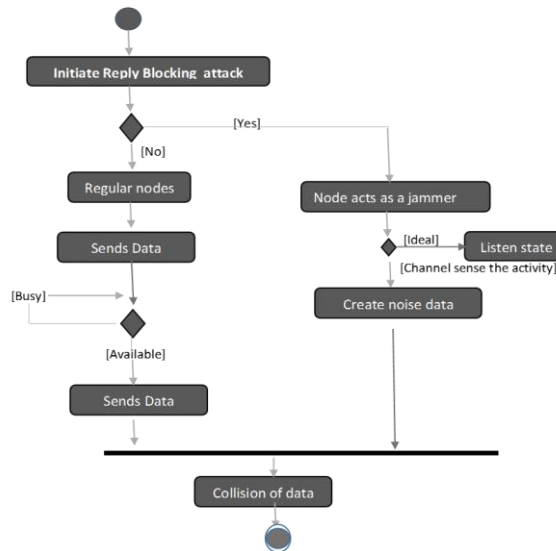 Initiate Reply Blocking attack
[Yes]
[No]
Regular nodes
Node acts as a jammer
Sends Data
[Ideal]
Listen state
[Channel sense the activity]
[Busy]
Create noise data
[Available]
Sends Data
Collision of data